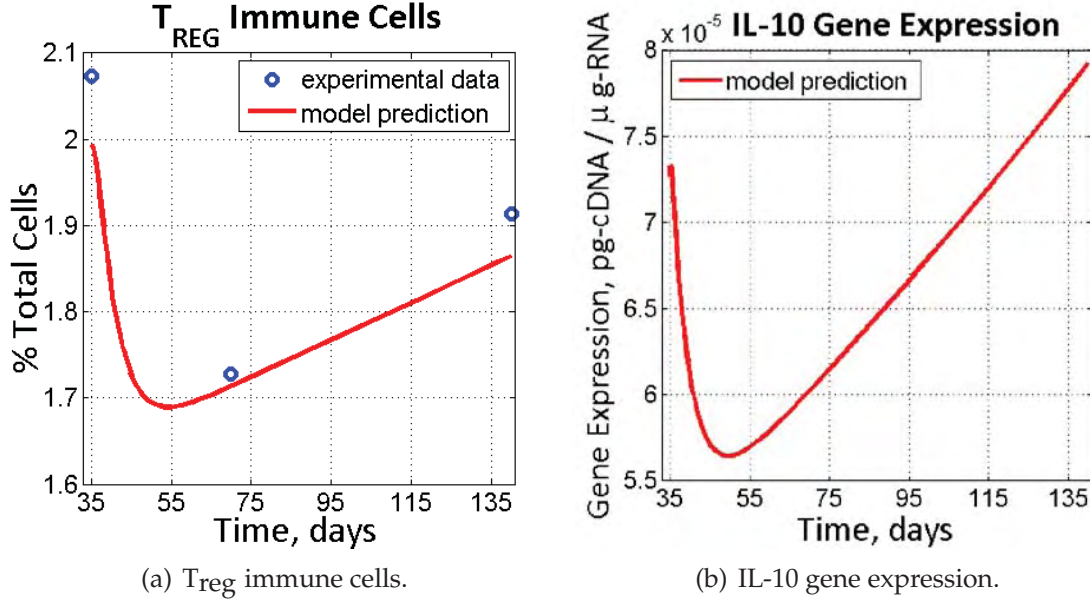 T_REG Immune Cells
% Total Cells
2.1
2
1.9
1.8
1.7
1.6
experimental data
model prediction
35 55 75 95 115 135
Time, days
(a) Treg immune cells.
x 10^-5 IL-10 Gene Expression
Gene Expression, pg-cDNA / μg-RNA
8
7.5
7
6.5
6
5.5
model prediction
35 55 75 95 115 135
Time, days
(b) IL-10 gene expression.